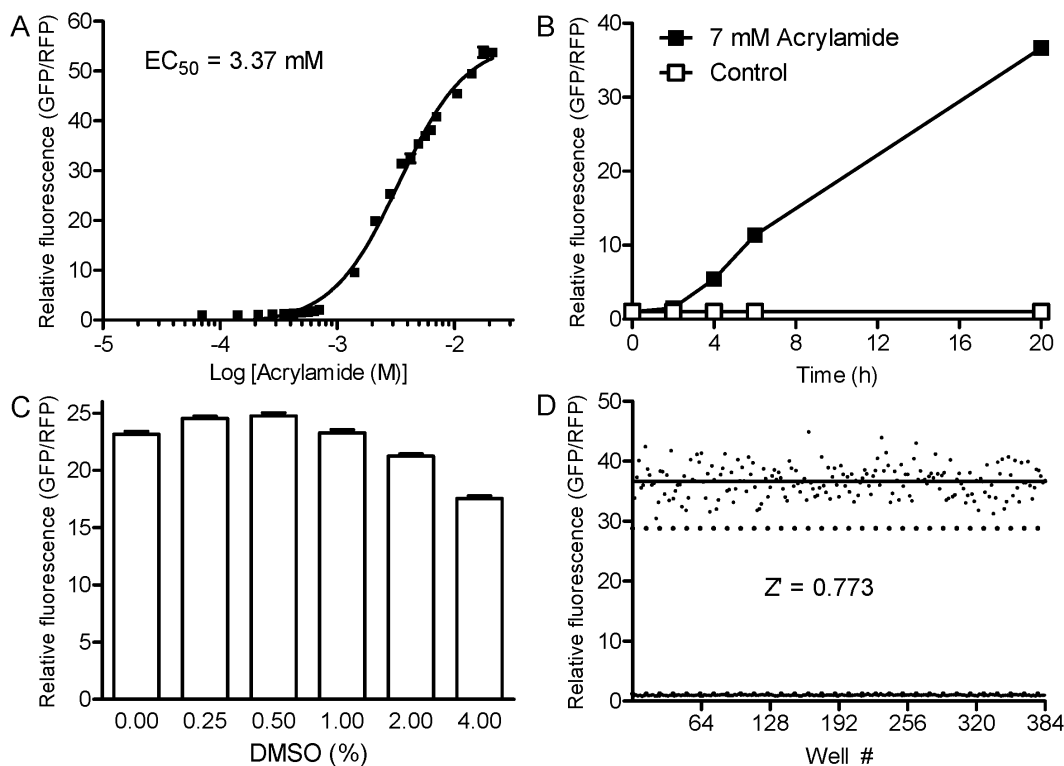 A
Relative fluorescence (GFP/RFP)
60
50
40
30
20
10
0
EC50 = 3.37 mM
-5 -4 -3 -2
Log [Acrylamide (M)]
B
Relative fluorescence (GFP/RFP)
40
30
20
10
0
7 mM Acrylamide
Control
0 4 8 12 16 20
Time (h)
C
Relative fluorescence (GFP/RFP)
25
20
15
10
5
0
0.00 0.25 0.50 1.00 2.00 4.00
DMSO (%)
D
Relative fluorescence (GFP/RFP)
50
40
30
20
10
0
Z' = 0.773
64 128 192 256 320 384
Well #